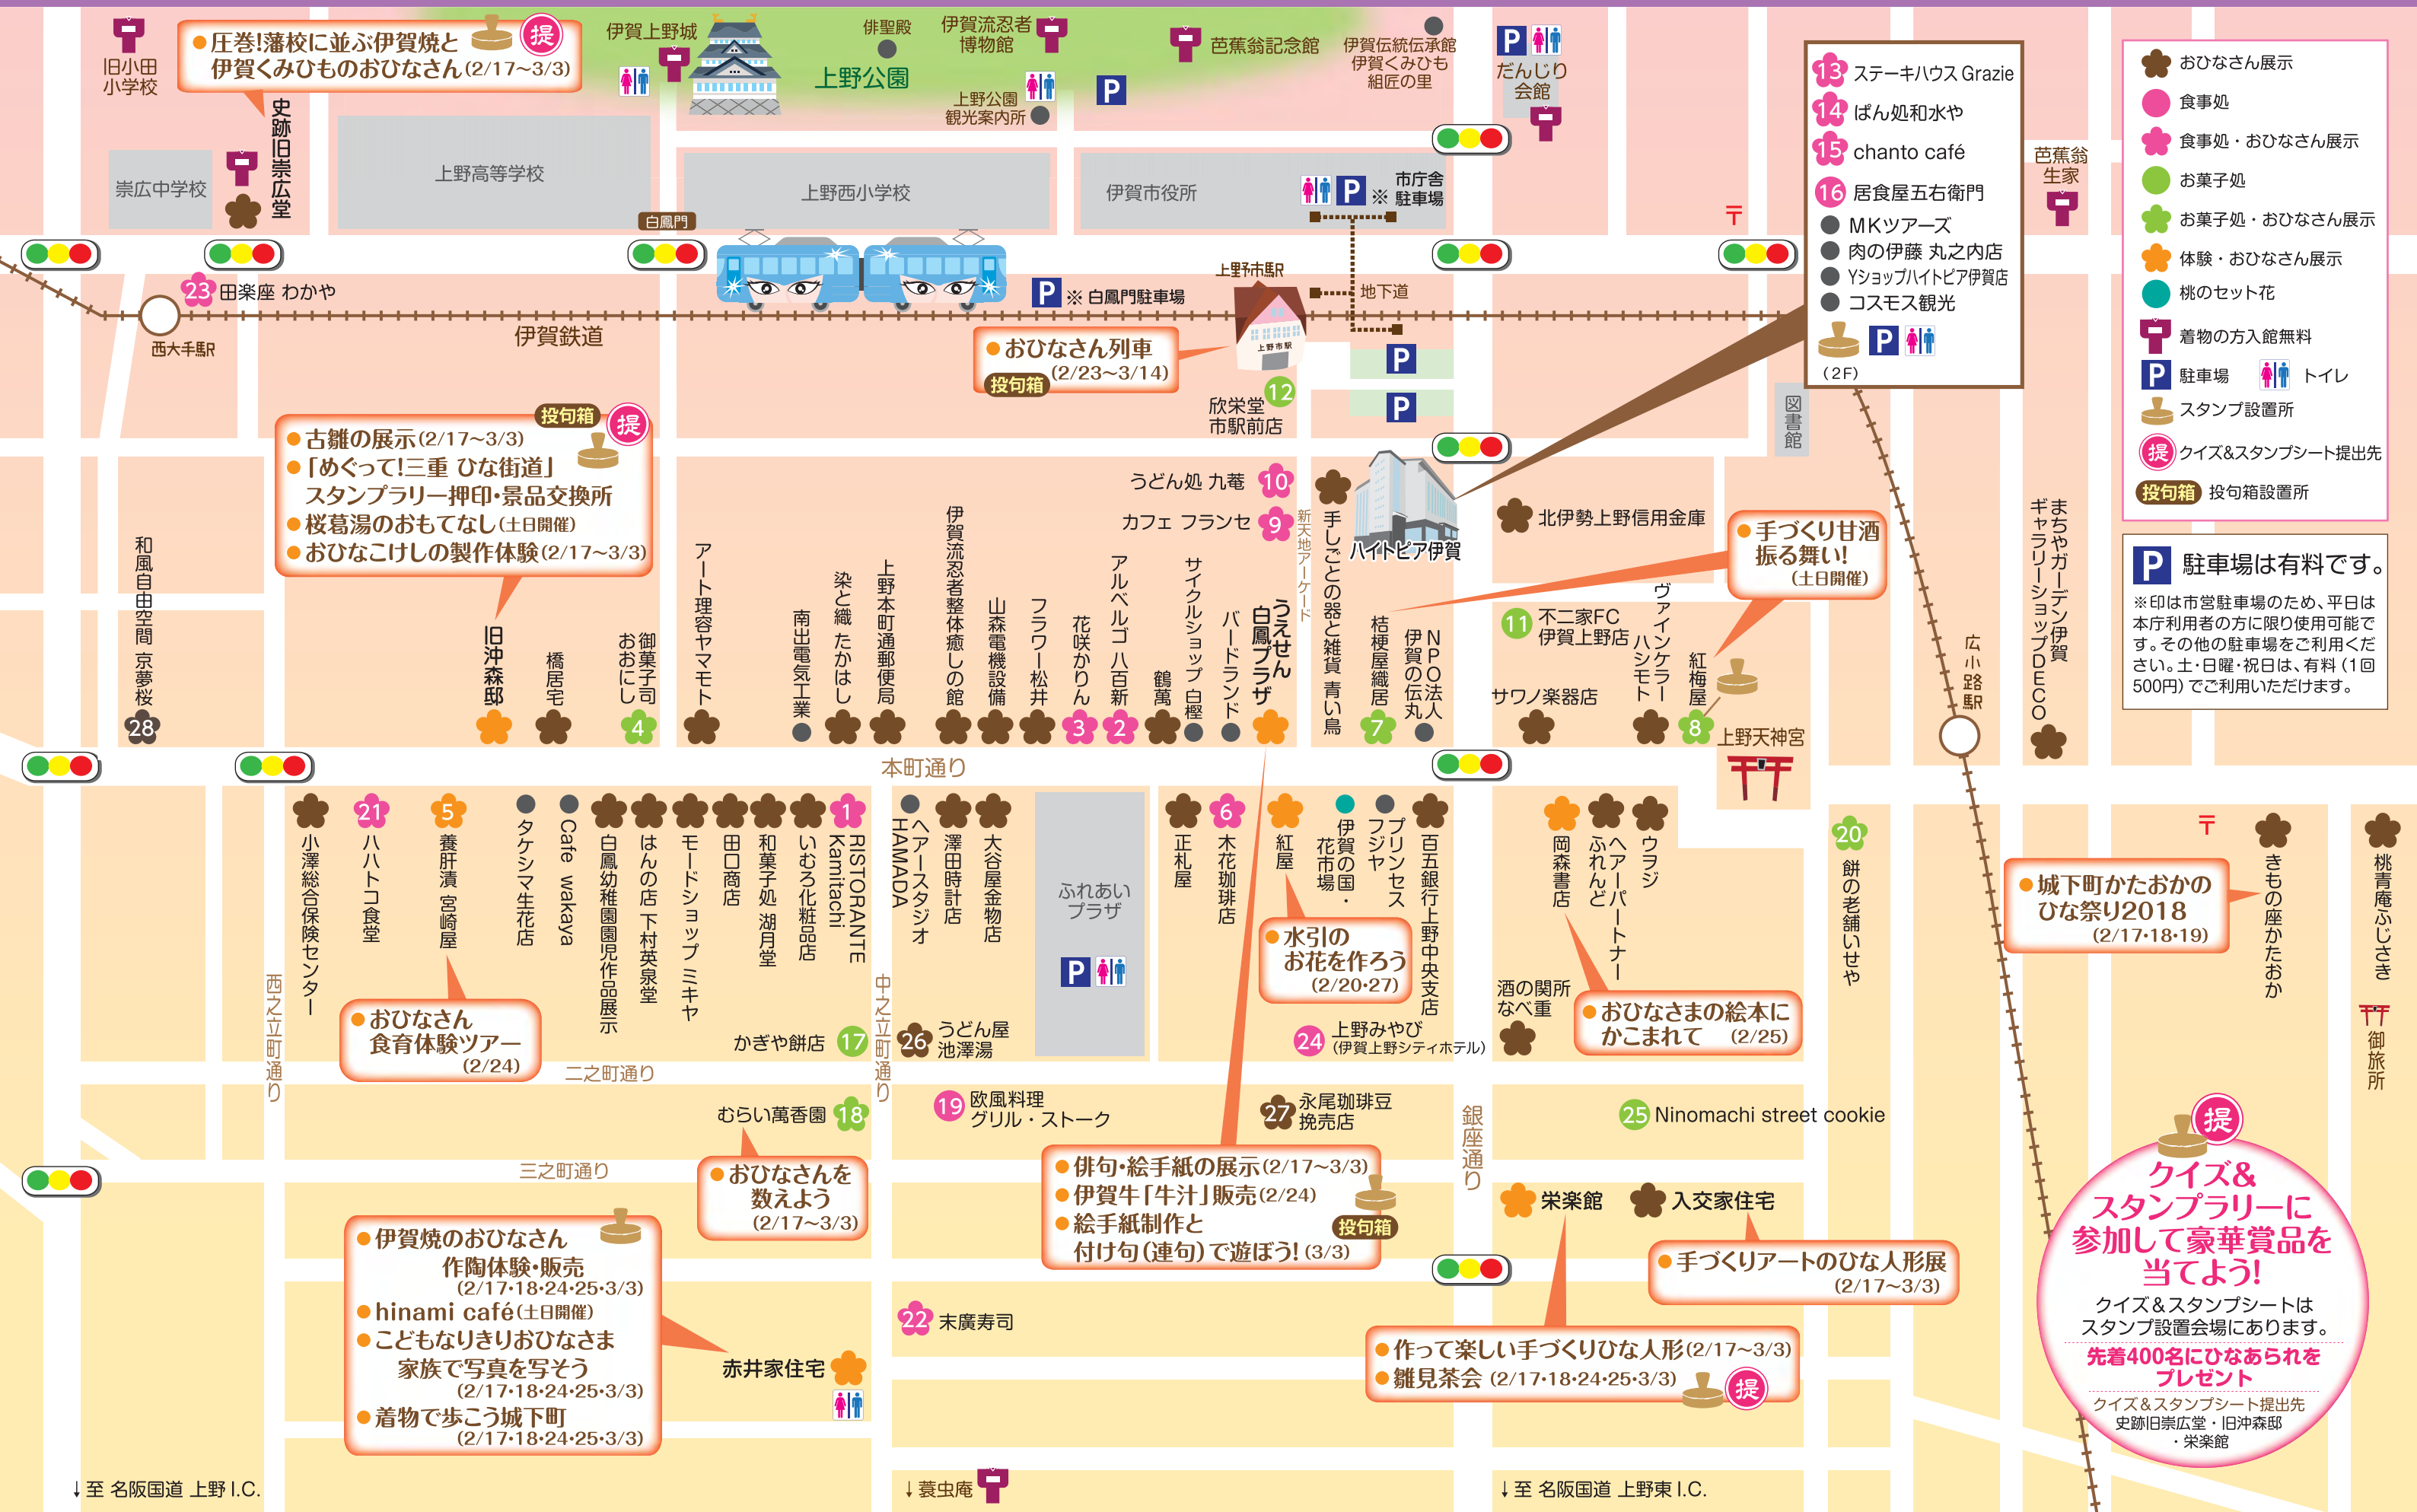 旧小田
小学校
圧巻!藩校に並ぶ伊賀焼と
伊賀くみひものおひなさん(2/17〜3/3)
提
史跡旧崇広堂
崇広中学校
伊賀上野城
俳聖殿
上野公園
伊賀流忍者
博物館
上野公園
観光案内所
P
芭蕉翁記念館
伊賀伝統伝承館
伊賀くみひも
組匠の里
P
だんじり
会館
上野高等学校
上野西小学校
伊賀市役所
P ※
市庁舎
駐車場
白鳳門
〒
13 ステーキハウス Grazie
14 ぱん処和水や
15 chanto café
16 居食屋五右衛門
MKツアーズ
肉の伊藤 丸之内店
Yショップハイトピア伊賀店
コスモス観光
P
(2F)
芭蕉翁
生家
おひなさん展示
食事処
食事処・おひなさん展示
お菓子処
お菓子処・おひなさん展示
体験・おひなさん展示
桃のセット花
着物の方入館無料
P 駐車場
トイレ
スタンプ設置所
提 クイズ&スタンプシート提出先
投句箱 投句箱設置所
P 駐車場は有料です。
※印は市営駐車場のため、平日は
本庁利用者の方に限り使用可能で
す。その他の駐車場をご利用くだ
さい。土・日曜・祝日は、有料(1回
500円)でご利用いただけます。
23 田楽座 わかや
西大手駅
伊賀鉄道
P ※ 白鳳門駐車場
上野市駅
上野市駅
地下道
P
P
おひなさん列車
(2/23〜3/14)
投句箱
12
欣栄堂
市駅前店
図書館
投句箱
提
古雛の展示(2/17〜3/3)
「めぐって!三重 ひな街道」
スタンプラリー押印・景品交換所
桜葛湯のおもてなし(土日開催)
おひなこけしの製作体験(2/17〜3/3)
うどん処 九菴 10
カフェ フランセ 9
新天地アーケード
手しごとの器と雑貨 青い鳥
ハイトピア伊賀
北伊勢上野信用金庫
手づくり甘酒
振る舞い!
(土日開催)
和風自由空間 京夢桜
28
旧沖森邸
橋居宅
御菓子司
おおにし
4
アート理容ヤマモト
南出電気工業
染と織 たかはし
上野本町通郵便局
伊賀流忍者整体癒しの館
山森電機設備
フラワー松井
花咲かりん
3
アルベルゴ 八百新
2
鶴萬
サイクルショップ 白樫
バードランド
うえせん
白鳳プラザ
桔梗屋織居
7
NPO法人
伊賀の伝丸
11 不二家FC
伊賀上野店
サワノ楽器店
ヴァインケラー
ハシモト
紅梅屋
8
上野天神宮
広小路駅
まちやガーデン伊賀
ギャラリーショップDECO
本町通り
小澤総合保険センター
21
ハハトコ食堂
5
養肝漬 宮崎屋
タケシマ生花店
Cafe wakaya
白鳳幼稚園園児作品展示
はんの店 下村英泉堂
モードショップ ミキヤ
田口商店
和菓子処 湖月堂
いむろ化粧品店
1
RISTORANTE
Kamitachi
ヘアースタジオ
HAMADA
澤田時計店
大谷屋金物店
ふれあい
プラザ
P
正札屋
6
木花珈琲店
紅屋
伊賀の国・
花市場
プリンセス
フジヤ
百五銀行上野中央支店
岡森書店
ヘアーパートナー
ふれんど
ウヲジ
20
餅の老舗いせや
〒
きもの座かたおか
桃青庵ふじさき
御旅所
城下町かたおかの
ひな祭り2018
(2/17・18・19)
おひなさん
食育体験ツアー
(2/24)
水引の
お花を作ろう
(2/20・27)
おひなさまの絵本に
かこまれて (2/25)
酒の関所
なべ重
西之立町通り
中之立町通り
かぎや餅店 17
26 うどん屋
池澤湯
24 上野みやび
(伊賀上野シティホテル)
二之町通り
むらい萬香園 18
19 欧風料理
グリル・ストーク
27 永尾珈琲豆
挽売店
銀座通り
25 Ninomachi street cookie
三之町通り
おひなさんを
数えよう
(2/17〜3/3)
俳句・絵手紙の展示(2/17〜3/3)
伊賀牛「牛汁」販売(2/24)
絵手紙制作と
付け句(連句)で遊ぼう!(3/3)
投句箱
栄楽館
入交家住宅
手づくりアートのひな人形展
(2/17〜3/3)
伊賀焼のおひなさん
作陶体験・販売
(2/17・18・24・25・3/3)
hinami café(土日開催)
こどもなりきりおひなさま
家族で写真を写そう
(2/17・18・24・25・3/3)
着物で歩こう城下町
(2/17・18・24・25・3/3)
赤井家住宅
22 末廣寿司
作って楽しい手づくりひな人形(2/17〜3/3)
雛見茶会 (2/17・18・24・25・3/3)
提
提
クイズ&
スタンプラリーに
参加して豪華賞品を
当てよう!
クイズ&スタンプシートは
スタンプ設置会場にあります。
先着400名にひなあられを
プレゼント
クイズ&スタンプシート提出先
史跡旧崇広堂・旧沖森邸
・栄楽館
↓至 名阪国道 上野 I.C.
↓蓑虫庵
↓至 名阪国道 上野東 I.C.